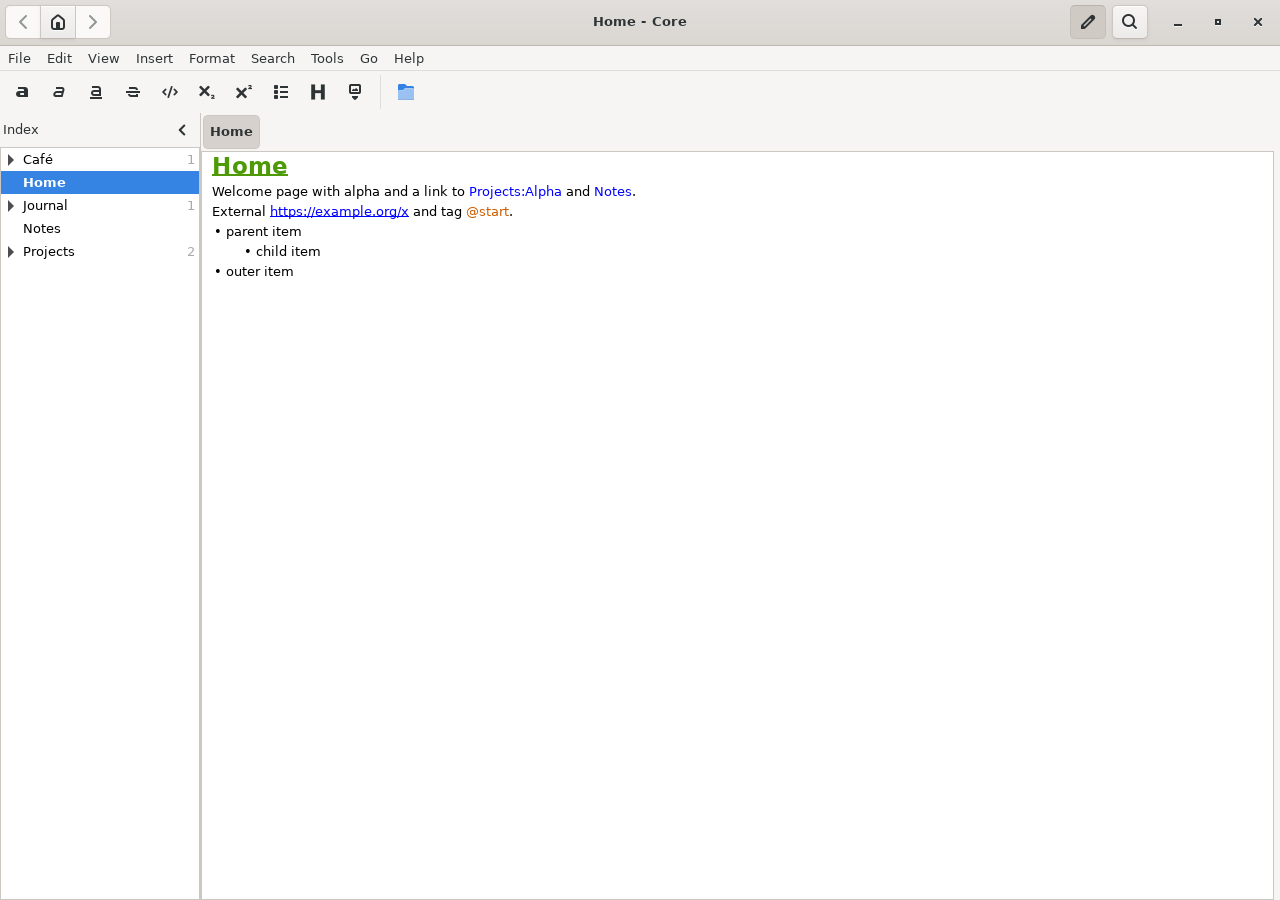 Home - Core
File Edit View Insert Format Search Tools Go Help
Index
Home
Café 1
Home
Journal 1
Notes
Projects 2
Home
Welcome page with alpha and a link to Projects:Alpha and Notes.
External https://example.org/x and tag @start.
• parent item
• child item
• outer item